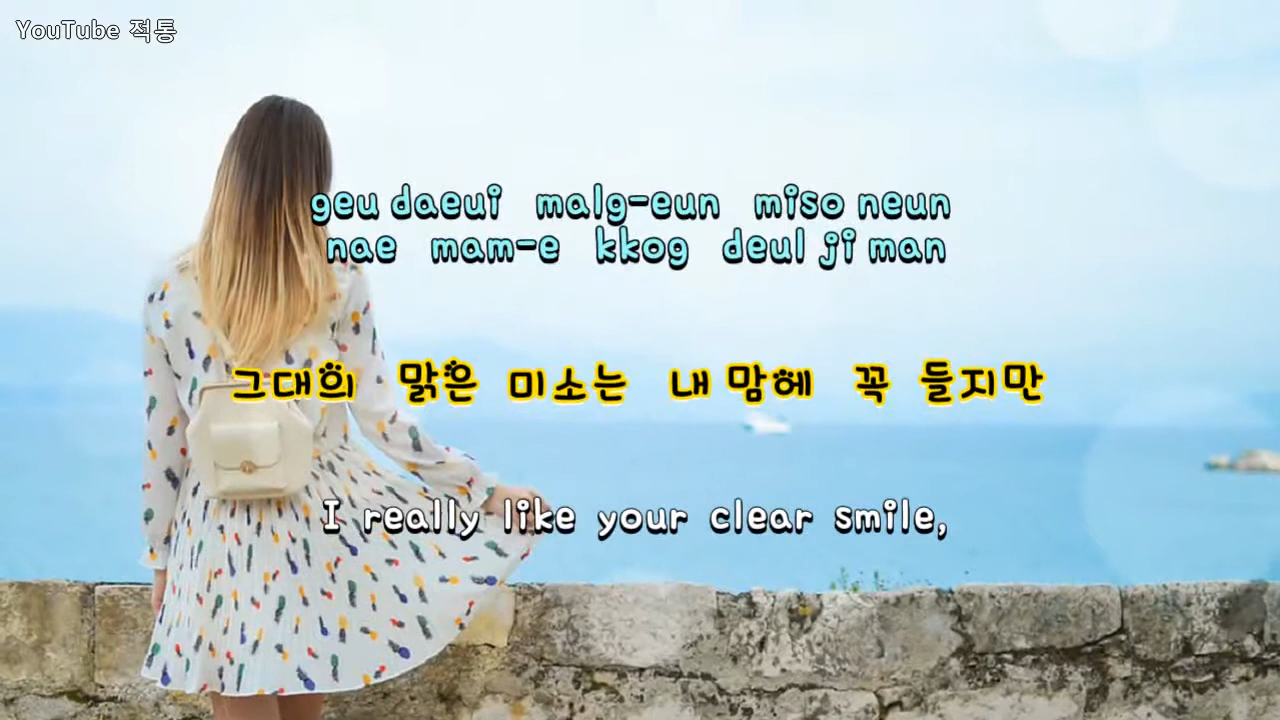 YouTube 적통
geu daeui malg-eun miso neun
nae mam-e kkog deul ji man
그대희 맑은 미소는 내 맘헤 꼭 들지만
I really like your clear smile,